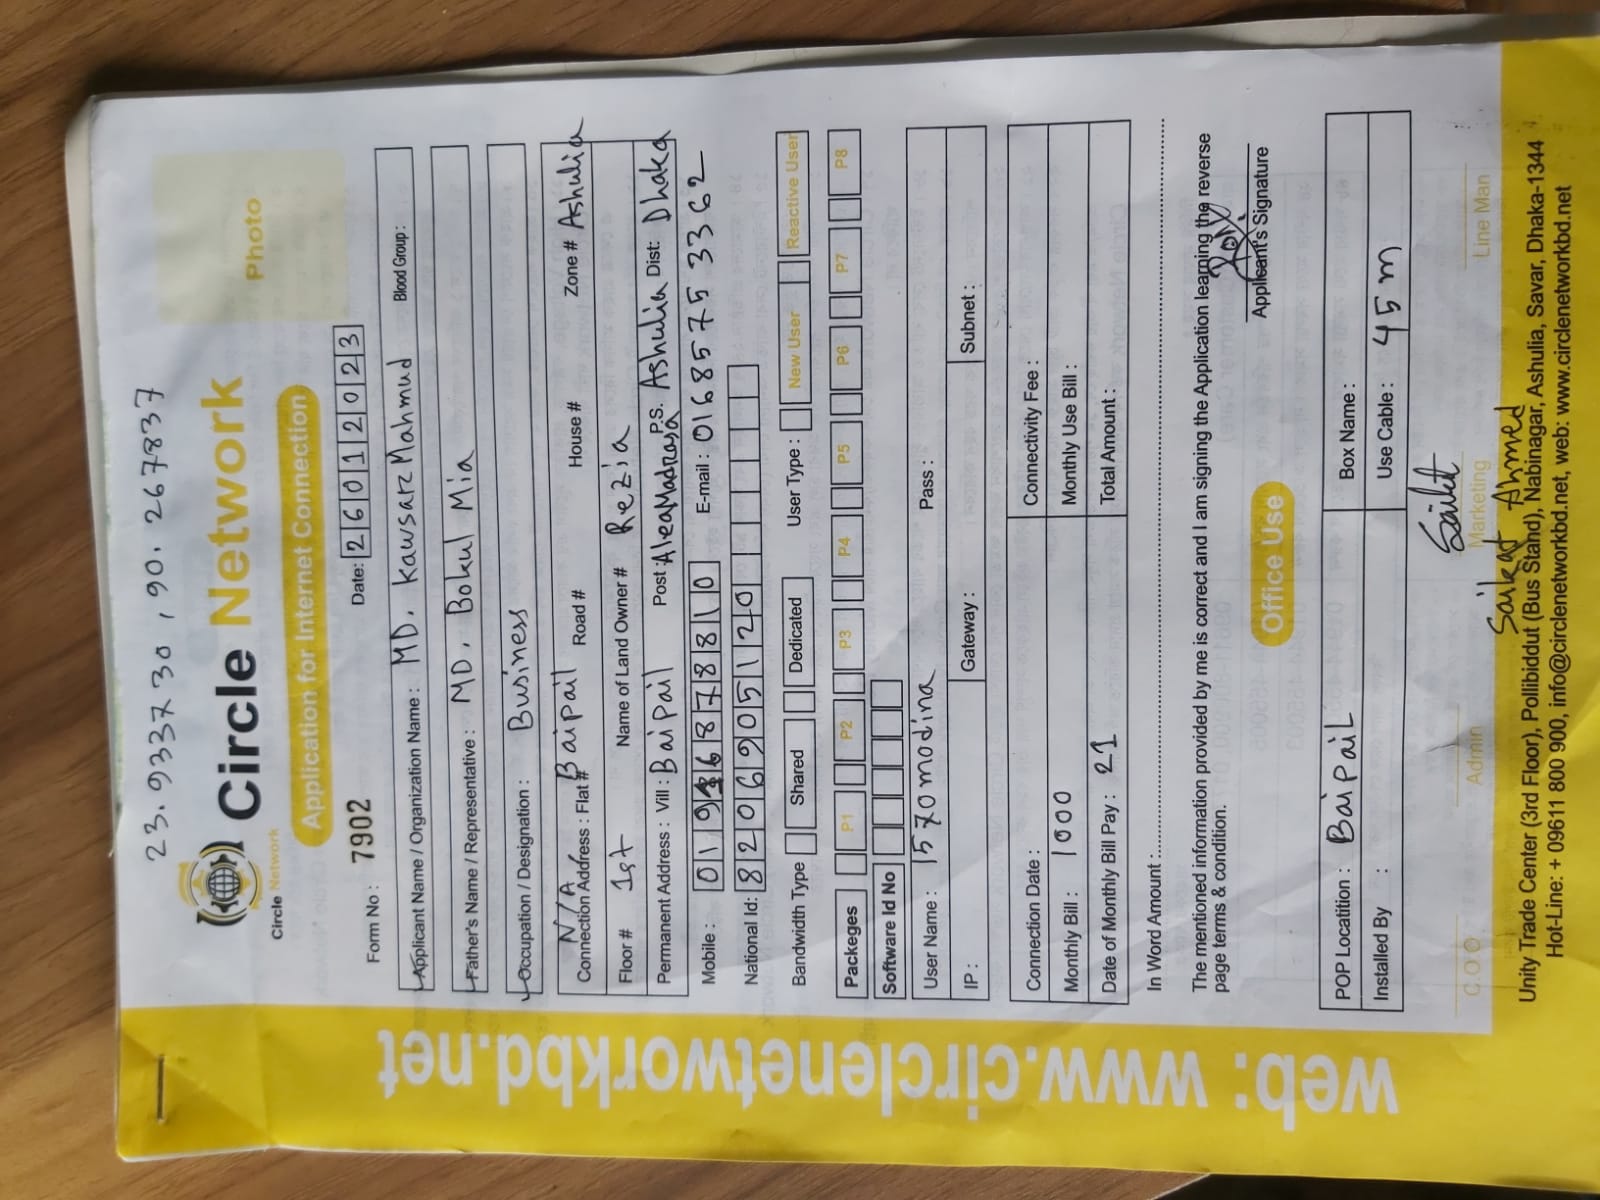 23.9337730, 90.267837
Circle Network
Circle Network
Photo
Application for Internet Connection
Form No : 7902
Date: 26012023
Applicant Name / Organization Name : MD. Kawsar Mahmud Blood Group :
Father's Name / Representative : MD. Bokul Mia
Occupation / Designation : Business
N/A
Connection Address : Flat# Baipail Road# House# Zone # Ashulia
Floor# 1st Name of Land Owner# Rezia
Permanent Address : Vill : Baipail Post : AleaMadrasa P.S. Ashulia Dist: Dhaka
Mobile : E-mail : 01685753362
National Id: 8206905120
Bandwidth Type Shared Dedicated User Type : New User Reactive User
Packeges P1 P2 P3 P4 P5 P6 P7 P8
Software Id No
User Name : 1570modina Pass :
IP : Gateway : Subnet :
Connection Date : Connectivity Fee :
Monthly Bill : 1000 Monthly Use Bill :
Date of Monthly Bill Pay : 21 Total Amount :
In Word Amount :
The mentioned information provided by me is correct and I am signing the Application learning the reverse
page terms & condition.
Applicant's Signature
Office Use
POP Locatition : Baipail Box Name :
Installed By : Use Cable : 45 m
Saikt
C.O.O Admin Marketing Line Man
Saikat Ahmed
Unity Trade Center (3rd Floor), Pollibiddut (Bus Stand), Nabinagar, Ashulia, Savar, Dhaka-1344
Hot-Line: + 09611 800 900, info@circlenetworkbd.net, web: www.circlenetworkbd.net
web: www.circlenetworkbd.net